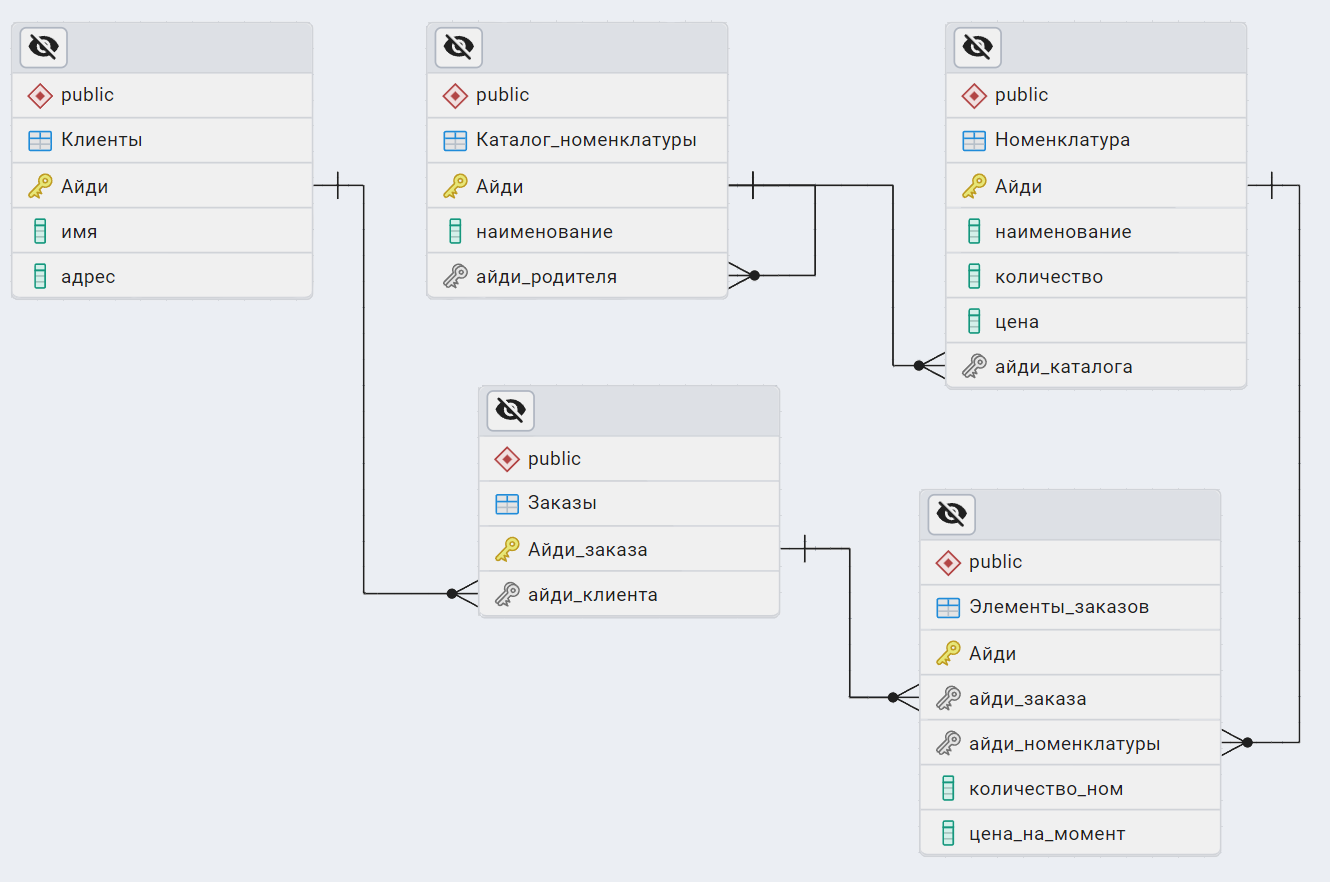 public
Клиенты
Айди
имя
адрес
public
Каталог_номенклатуры
Айди
наименование
айди_родителя
public
Номенклатура
Айди
наименование
количество
цена
айди_каталога
public
Заказы
Айди_заказа
айди_клиента
public
Элементы_заказов
Айди
айди_заказа
айди_номенклатуры
количество_ном
цена_на_момент